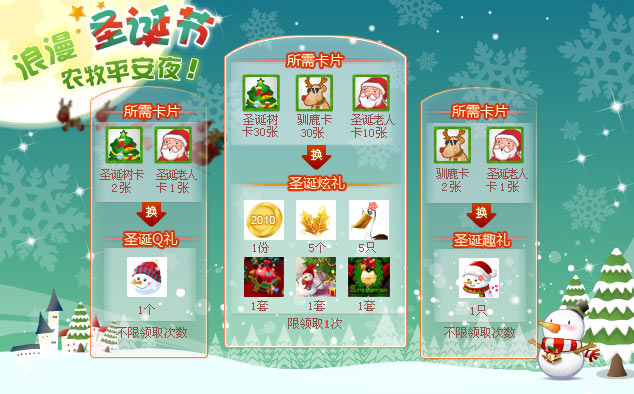 浪漫 圣诞节
农牧平安夜!
所需卡片
圣诞树卡2张
圣诞老人卡1张
换
圣诞Q礼
1个
不限领取次数
所需卡片
圣诞树卡30张
驯鹿卡30张
圣诞老人卡10张
换
圣诞炫礼
2010
1份
5个
5只
1套
1套
1套
限领取1次
所需卡片
驯鹿卡2张
圣诞老人卡1张
换
圣诞趣礼
1只
不限领取次数